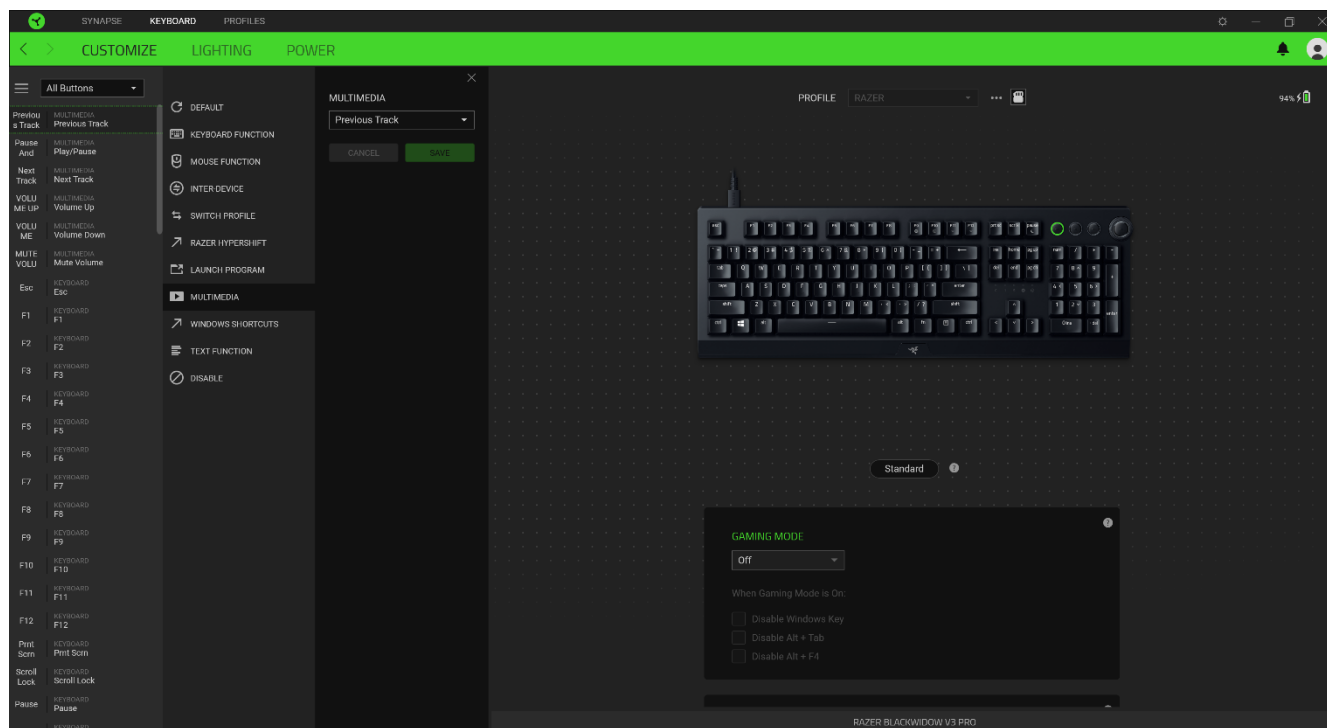 SYNAPSE KEYBOARD PROFILES
CUSTOMIZE LIGHTING POWER
All Buttons
Previou
s Track
MULTIMEDIA
Previous Track
Pause
And
MULTIMEDIA
Play/Pause
Next
Track
MULTIMEDIA
Next Track
VOLU
ME UP
MULTIMEDIA
Volume Up
VOLU
ME
MULTIMEDIA
Volume Down
MUTE
VOLU
MULTIMEDIA
Mute Volume
Esc
KEYBOARD
Esc
F1
KEYBOARD
F1
F2
KEYBOARD
F2
F3
KEYBOARD
F3
F4
KEYBOARD
F4
F5
KEYBOARD
F5
F6
KEYBOARD
F6
F7
KEYBOARD
F7
F8
KEYBOARD
F8
F9
KEYBOARD
F9
F10
KEYBOARD
F10
F11
KEYBOARD
F11
F12
KEYBOARD
F12
Prnt
Scrn
KEYBOARD
Prnt Scrn
Scroll
Lock
KEYBOARD
Scroll Lock
Pause
KEYBOARD
Pause
KEYBOARD
DEFAULT
KEYBOARD FUNCTION
MOUSE FUNCTION
INTER-DEVICE
SWITCH PROFILE
RAZER HYPERSHIFT
LAUNCH PROGRAM
MULTIMEDIA
WINDOWS SHORTCUTS
TEXT FUNCTION
DISABLE
MULTIMEDIA
Previous Track
CANCEL SAVE
PROFILE RAZER
94%
Standard
GAMING MODE
Off
When Gaming Mode is On:
Disable Windows Key
Disable Alt + Tab
Disable Alt + F4
RAZER BLACKWIDOW V3 PRO